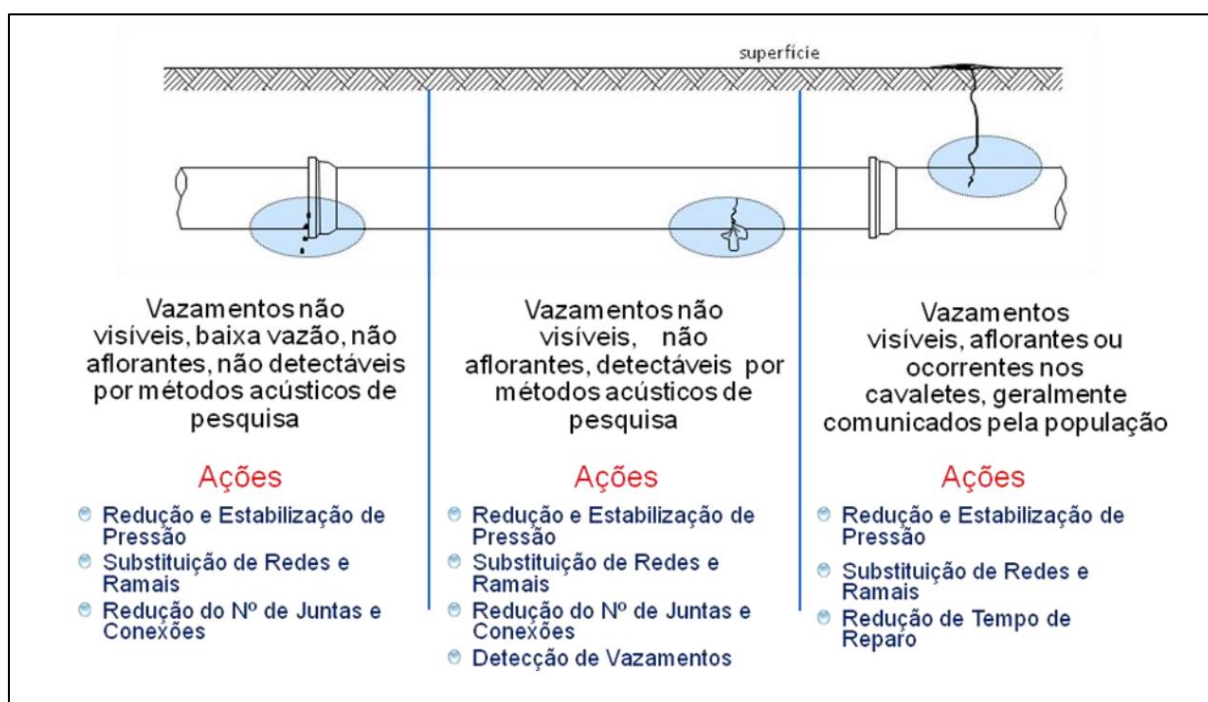 superfície
Vazamentos não
visíveis, baixa vazão, não
aflorantes, não detectáveis
por métodos acústicos de
pesquisa
Ações
Redução e Estabilização de
Pressão
Substituição de Redes e
Ramais
Redução do Nº de Juntas e
Conexões
Vazamentos não
visíveis, não
aflorantes, detectáveis por
métodos acústicos de
pesquisa
Ações
Redução e Estabilização de
Pressão
Substituição de Redes e
Ramais
Redução do Nº de Juntas e
Conexões
Detecção de Vazamentos
Vazamentos
visíveis, aflorantes ou
ocorrentes nos
cavaletes, geralmente
comunicados pela população
Ações
Redução e Estabilização de
Pressão
Substituição de Redes e
Ramais
Redução de Tempo de
Reparo